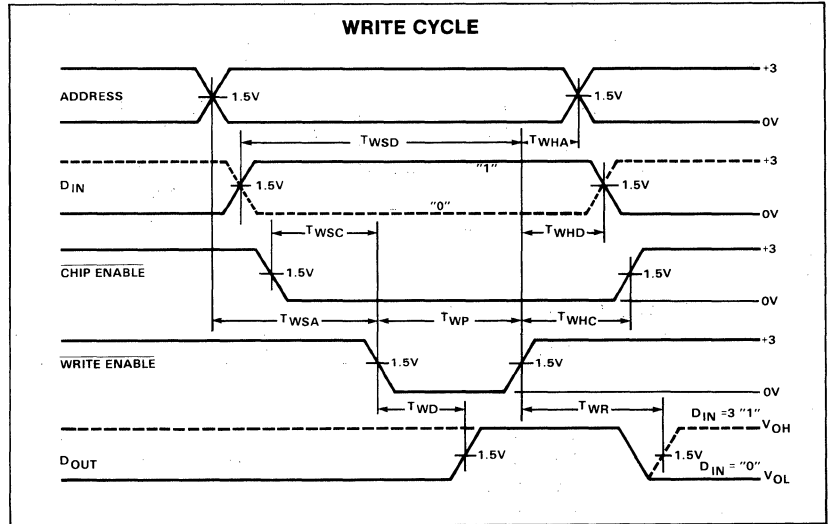 WRITE CYCLE
+3
ADDRESS
1.5V
1.5V
0V
TWSD
TWHA
+3
"1"
DIN
1.5V
1.5V
"0"
0V
TWSC
TWHD
+3
CHIP ENABLE
1.5V
1.5V
0V
TWSA
TWP
TWHC
+3
WRITE ENABLE
1.5V
1.5V
0V
TWD
TWR
DIN =3 "1"
VOH
DOUT
1.5V
1.5V
DIN = "0"
VOL